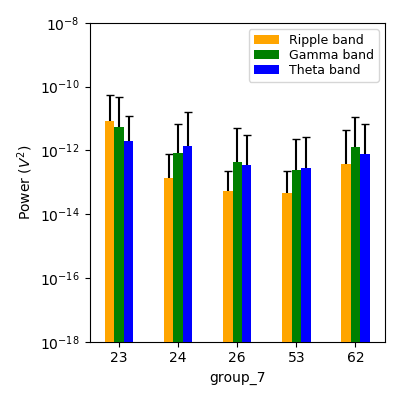 10⁻⁸
10⁻¹⁰
10⁻¹²
10⁻¹⁴
10⁻¹⁶
10⁻¹⁸
Power (V²)
Ripple band
Gamma band
Theta band
23 24 26 53 62
group_7